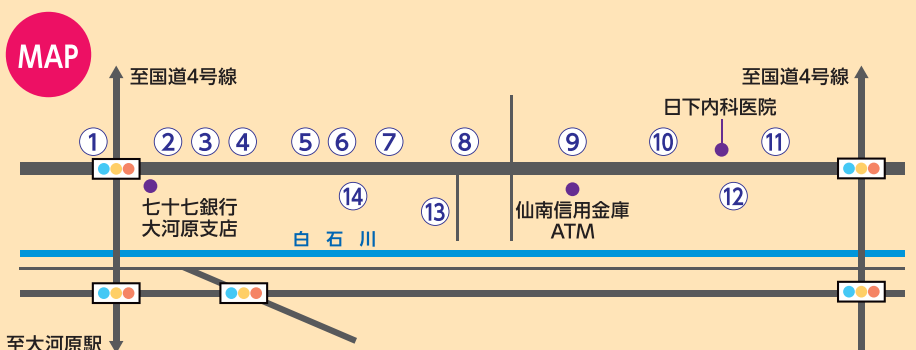 MAP
至国道4号線
至国道4号線
日下内科医院
① ② ③ ④ ⑤ ⑥ ⑦ ⑧ ⑨ ⑩ ⑪
⑭ ⑬ ⑫
七十七銀行
大河原支店
仙南信用金庫
ATM
白石川
至大河原駅